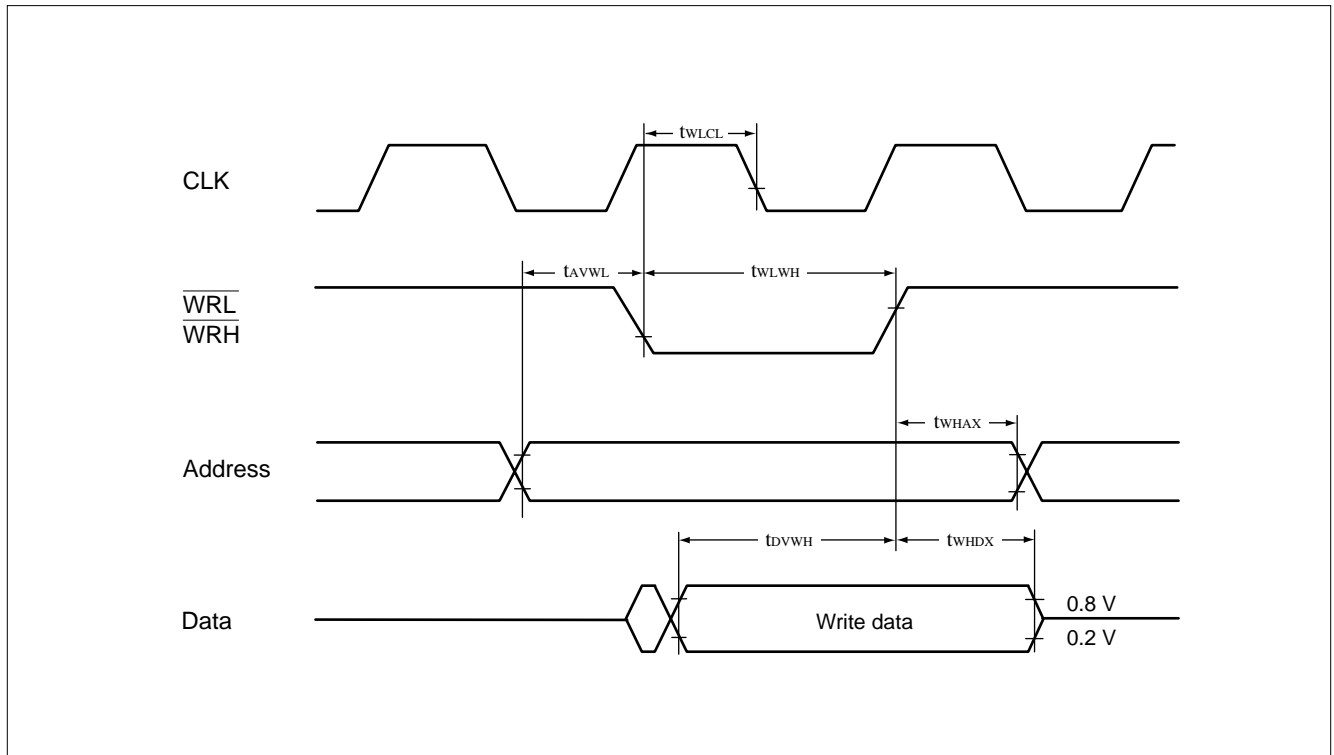 tWLCL
CLK
tAVWL
tWLWH
WRL
WRH
tWHAX
Address
tDVWH
tWHDX
Data
Write data
0.8 V
0.2 V